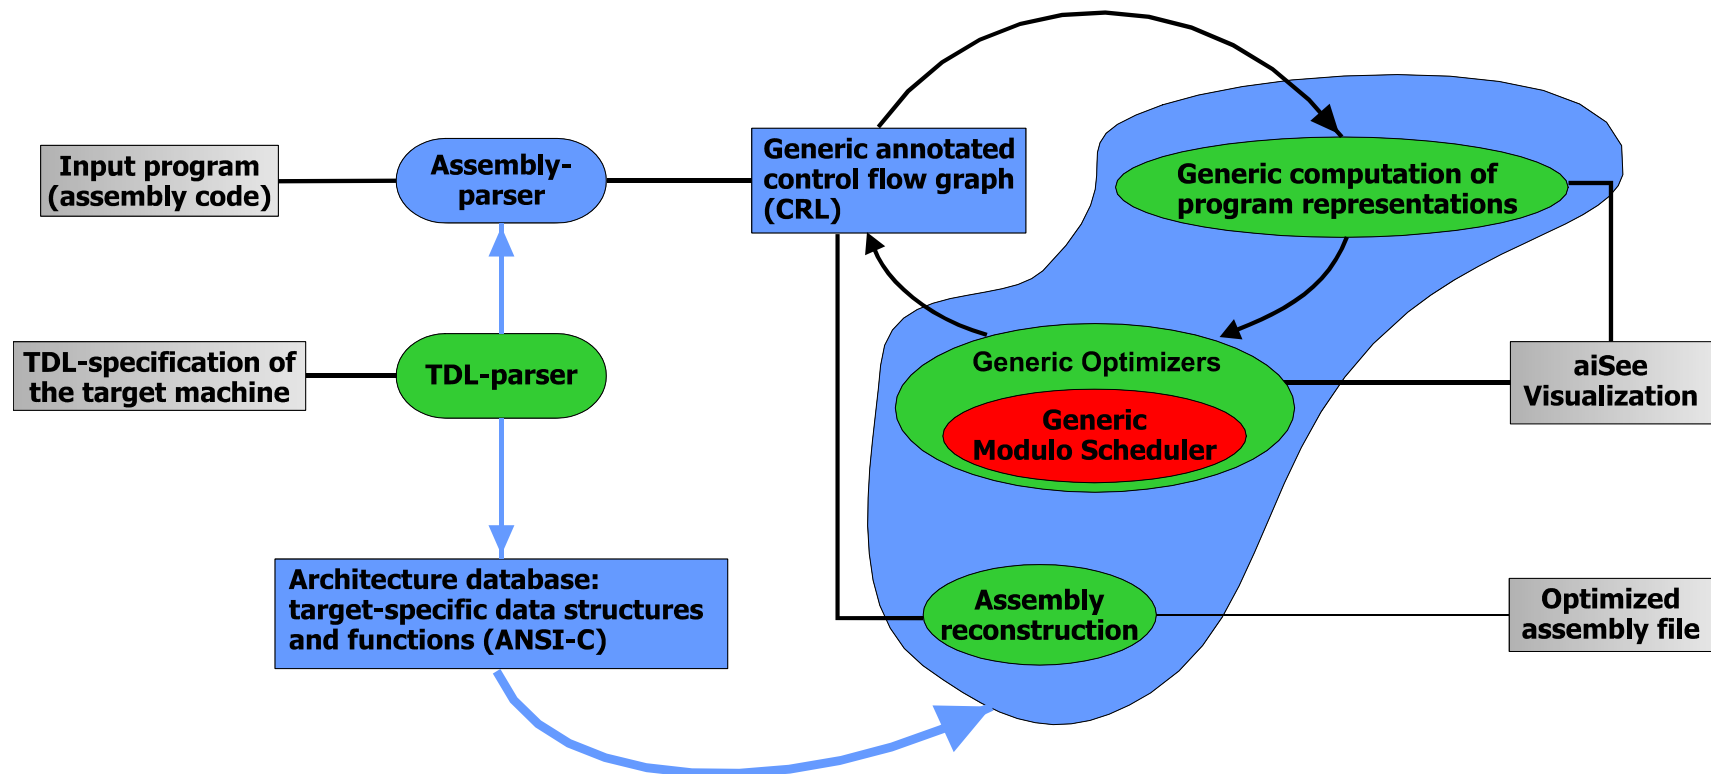 Input program
(assembly code)
Assembly-
parser
Generic annotated
control flow graph
(CRL)
Generic computation of
program representations
TDL-specification of
the target machine
TDL-parser
Generic Optimizers
Generic
Modulo Scheduler
aiSee
Visualization
Architecture database:
target-specific data structures
and functions (ANSI-C)
Assembly
reconstruction
Optimized
assembly file